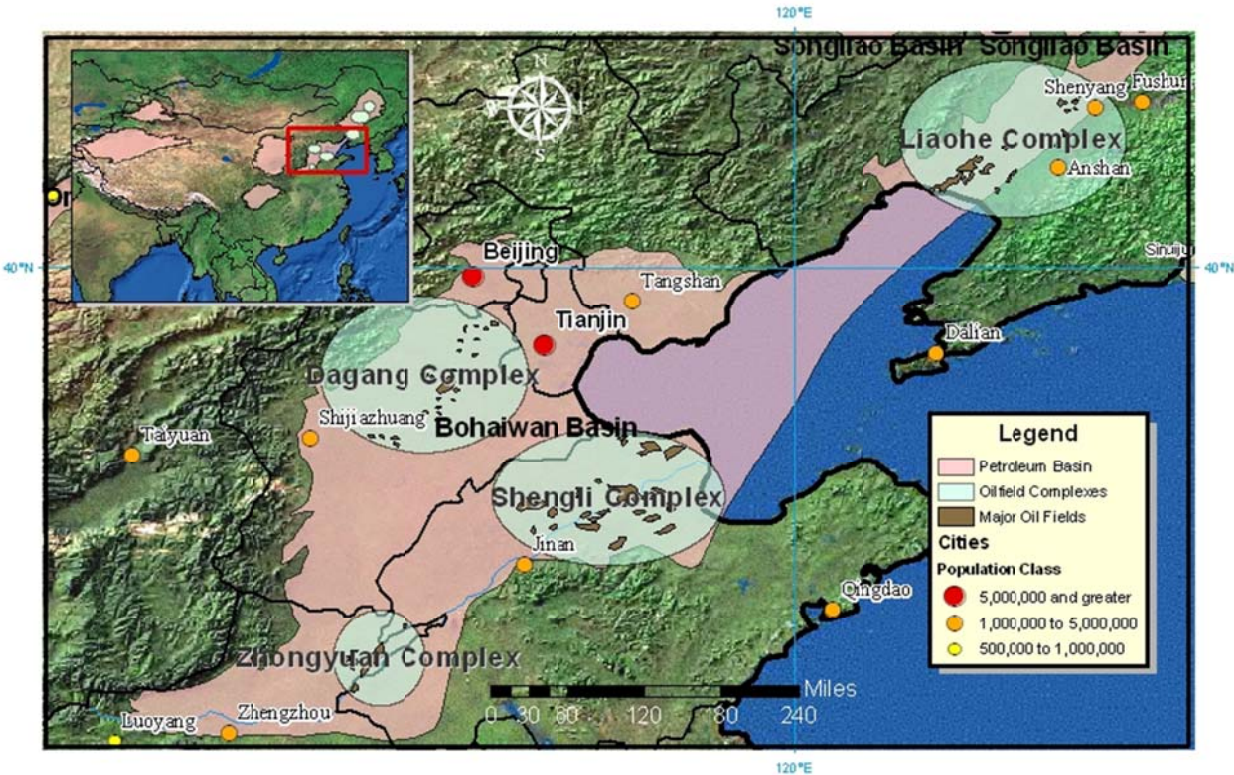 120°E
Songliao Basin Songliao Basin
Shenyang Fushun
Liaohe Complex
Anshan
Sinuiju
40°N
40°N
Beijing
Tangshan
Tianjin
Dalian
Dagang Complex
Shijiazhuang
Bohaiwan Basin
Taiyuan
Shengli Complex
Jinan
Qingdao
Zhongyuan Complex
Luoyang
Zhengzhou
Legend
Petroleum Basin
Oilfield Complexes
Major Oil Fields
Cities
Population Class
5,000,000 and greater
1,000,000 to 5,000,000
500,000 to 1,000,000
Miles
0 30 60 120 80 240
N
W
S
120°E